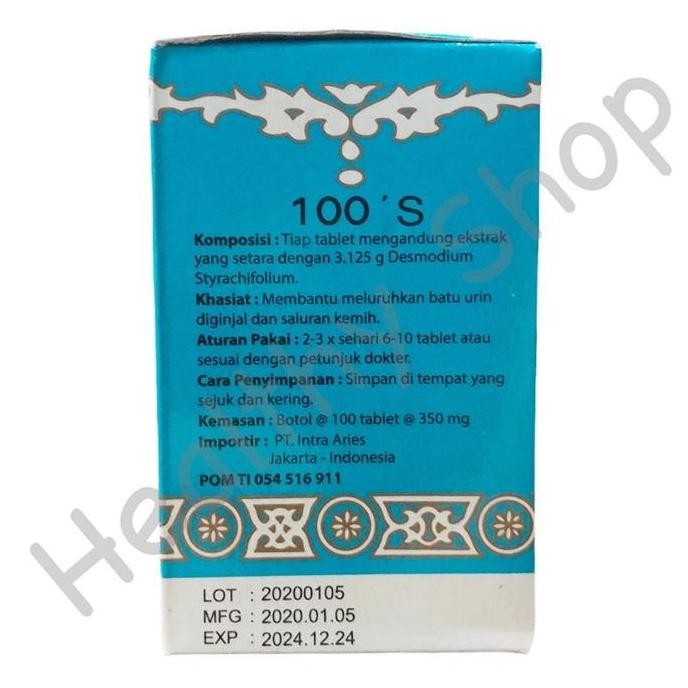 100 ´S
Komposisi : Tiap tablet mengandung ekstrak
yang setara dengan 3.125 g Desmodium
Styrachifolium.
Khasiat : Membantu meluruhkan batu urin
diginjal dan saluran kemih.
Aturan Pakai : 2-3 x sehari 6-10 tablet atau
sesuai dengan petunjuk dokter.
Cara Penyimpanan : Simpan di tempat yang
sejuk dan kering.
Kemasan : Botol @ 100 tablet @ 350 mg
Importir : PT. Intra Aries
Jakarta - Indonesia
POM TI 054 516 911
LOT : 20200105
MFG : 2020.01.05
EXP : 2024.12.24
Healthy Shop